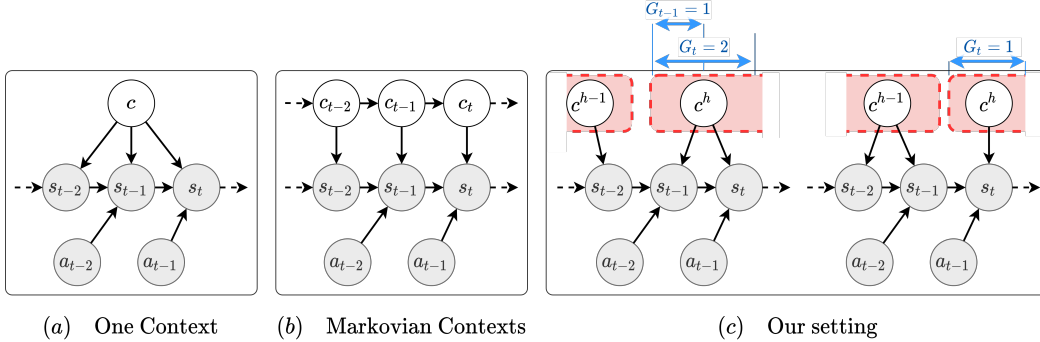 G_{t-1} = 1
G_t = 2
G_t = 1
c
c_{t-2} c_{t-1} c_t
c^{h-1} c^h
c^{h-1} c^h
s_{t-2} s_{t-1} s_t
s_{t-2} s_{t-1} s_t
s_{t-2} s_{t-1} s_t
s_{t-2} s_{t-1} s_t
a_{t-2} a_{t-1}
a_{t-2} a_{t-1}
a_{t-2} a_{t-1}
a_{t-2} a_{t-1}
(a) One Context
(b) Markovian Contexts
(c) Our setting